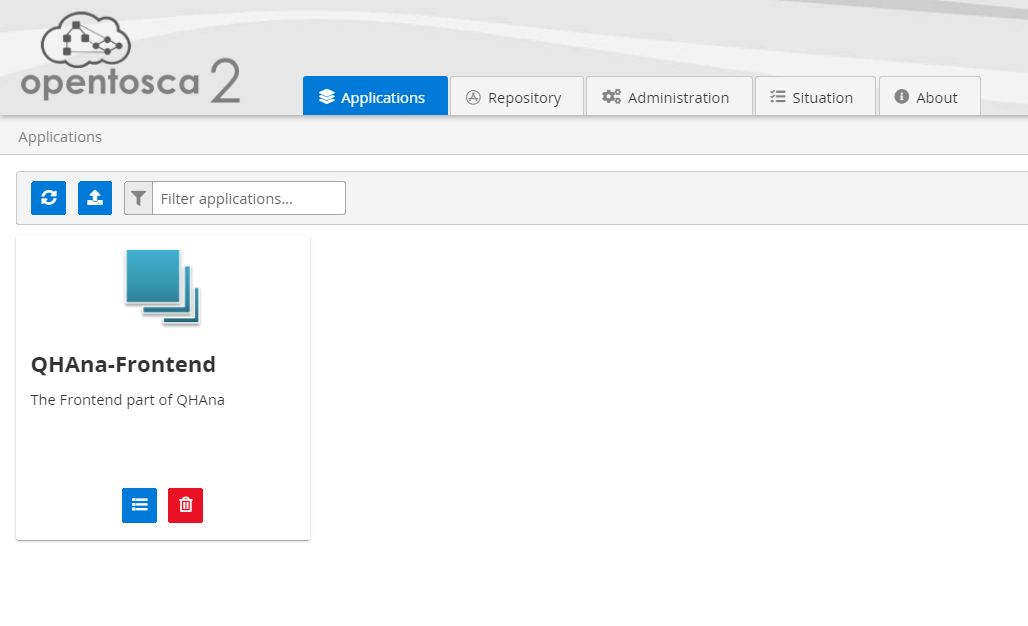 opentosca 2
Applications
Repository
Administration
Situation
About
Applications
Filter applications...
QHAna-Frontend
The Frontend part of QHAna